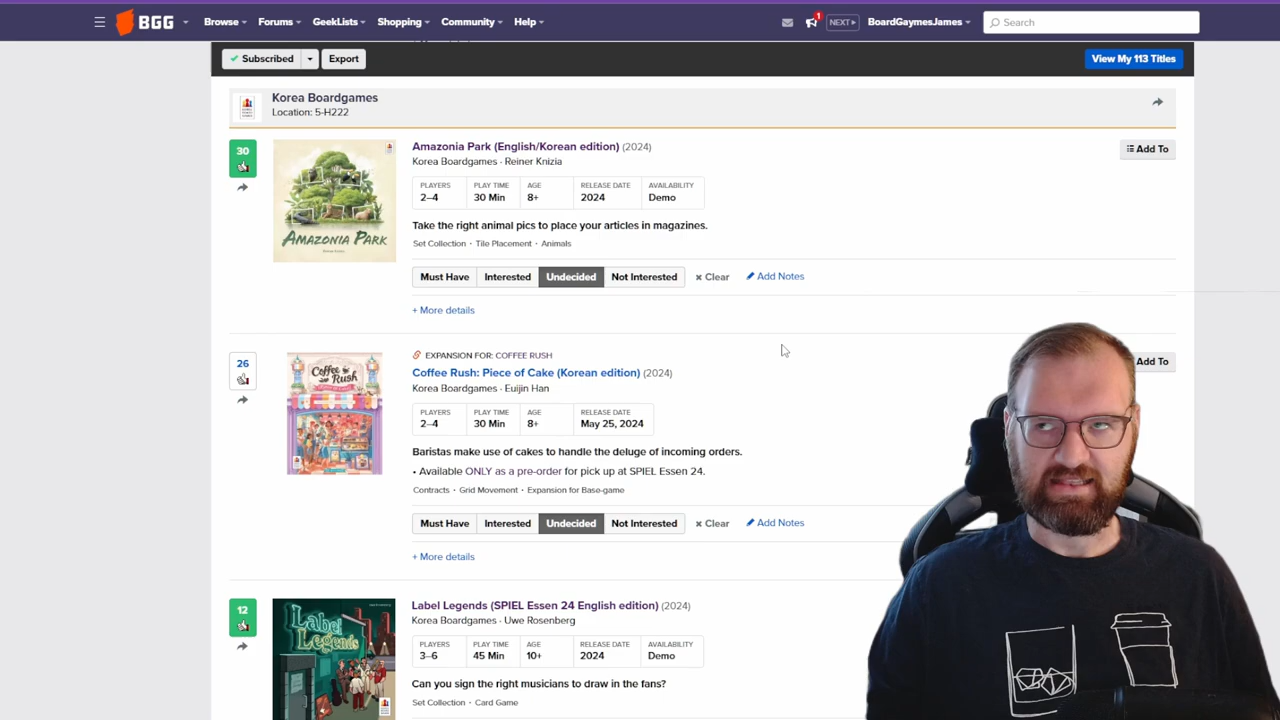 BGG
Browse
Forums
GeekLists
Shopping
Community
Help
1
NEXT
BoardGaymesJames
Search
Subscribed
Export
View My 113 Titles
Korea Boardgames
Location: 5-H222
30
Amazonia Park (English/Korean edition) (2024)
Korea Boardgames · Reiner Knizia
Add To
AMAZONIA PARK
PLAYERS PLAY TIME AGE RELEASE DATE AVAILABILITY
2–4 30 Min 8+ 2024 Demo
Take the right animal pics to place your articles in magazines.
Set Collection · Tile Placement · Animals
Must Have Interested Undecided Not Interested × Clear Add Notes
+ More details
26
EXPANSION FOR: COFFEE RUSH
Coffee Rush: Piece of Cake (Korean edition) (2024)
Korea Boardgames · Euijin Han
Add To
Coffee Rush
PLAYERS PLAY TIME AGE RELEASE DATE
2–4 30 Min 8+ May 25, 2024
Baristas make use of cakes to handle the deluge of incoming orders.
• Available ONLY as a pre-order for pick up at SPIEL Essen 24.
Contracts · Grid Movement · Expansion for Base-game
Must Have Interested Undecided Not Interested × Clear Add Notes
+ More details
12
Label Legends (SPIEL Essen 24 English edition) (2024)
Korea Boardgames · Uwe Rosenberg
Label Legends
PLAYERS PLAY TIME AGE RELEASE DATE AVAILABILITY
3–6 45 Min 10+ 2024 Demo
Can you sign the right musicians to draw in the fans?
Set Collection · Card Game